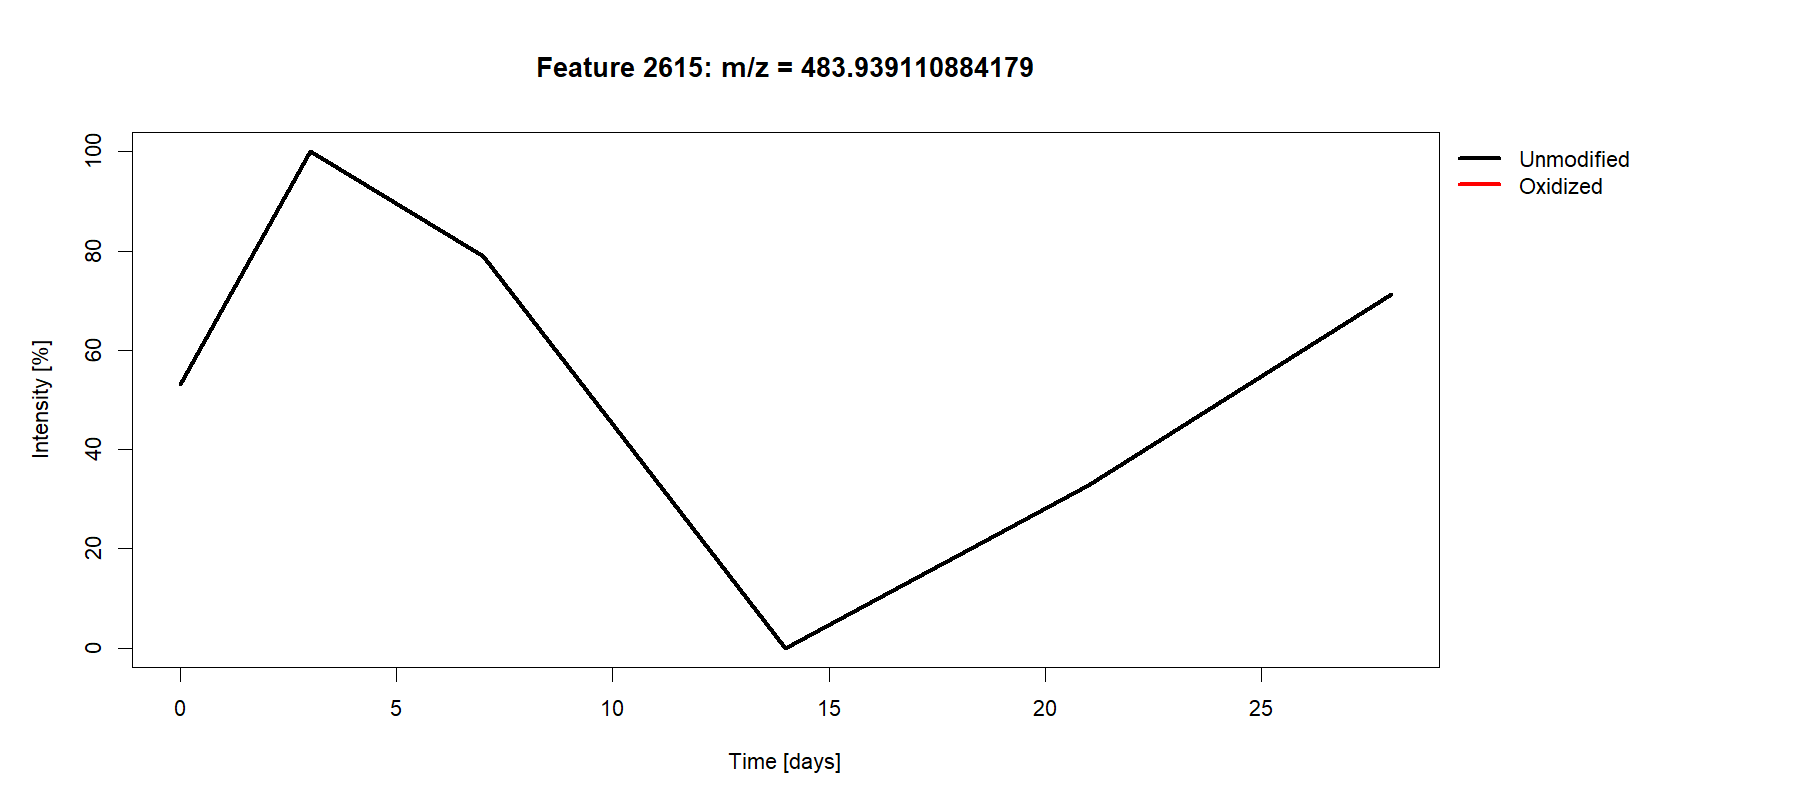 Feature 2615: m/z = 483.939110884179
Unmodified
Oxidized
Intensity [%]
100
80
60
40
20
0
0 5 10 15 20 25
Time [days]